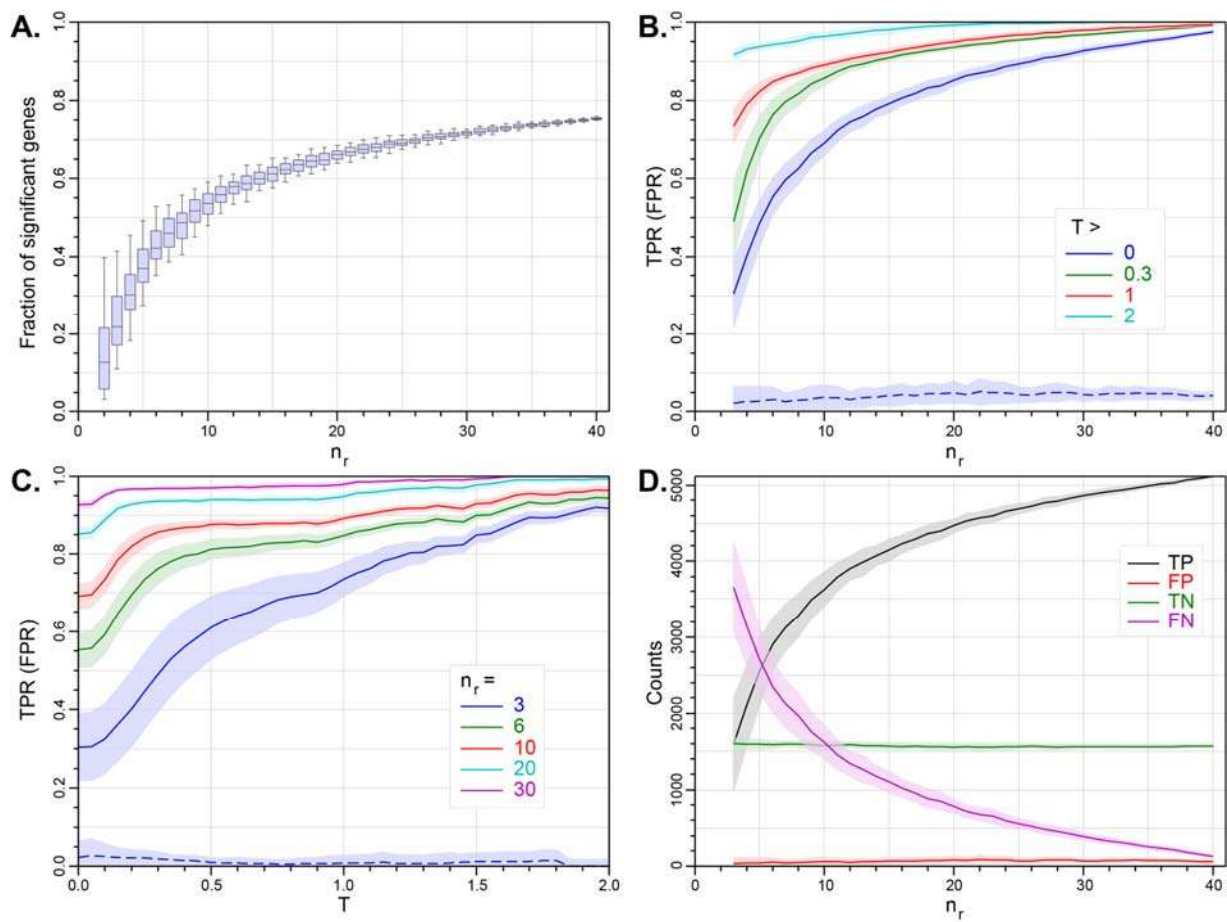 A.
Fraction of significant genes
0.0 0.2 0.4 0.6 0.8 1.0
0 10 20 30 40
n_r
B.
TPR (FPR)
0.0 0.2 0.4 0.6 0.8 1.0
T >
0
0.3
1
2
0 10 20 30 40
n_r
C.
TPR (FPR)
0.0 0.2 0.4 0.6 0.8 1.0
n_r =
3
6
10
20
30
0.0 0.5 1.0 1.5 2.0
T
D.
Counts
0 1000 2000 3000 4000 5000
TP
FP
TN
FN
0 10 20 30 40
n_r